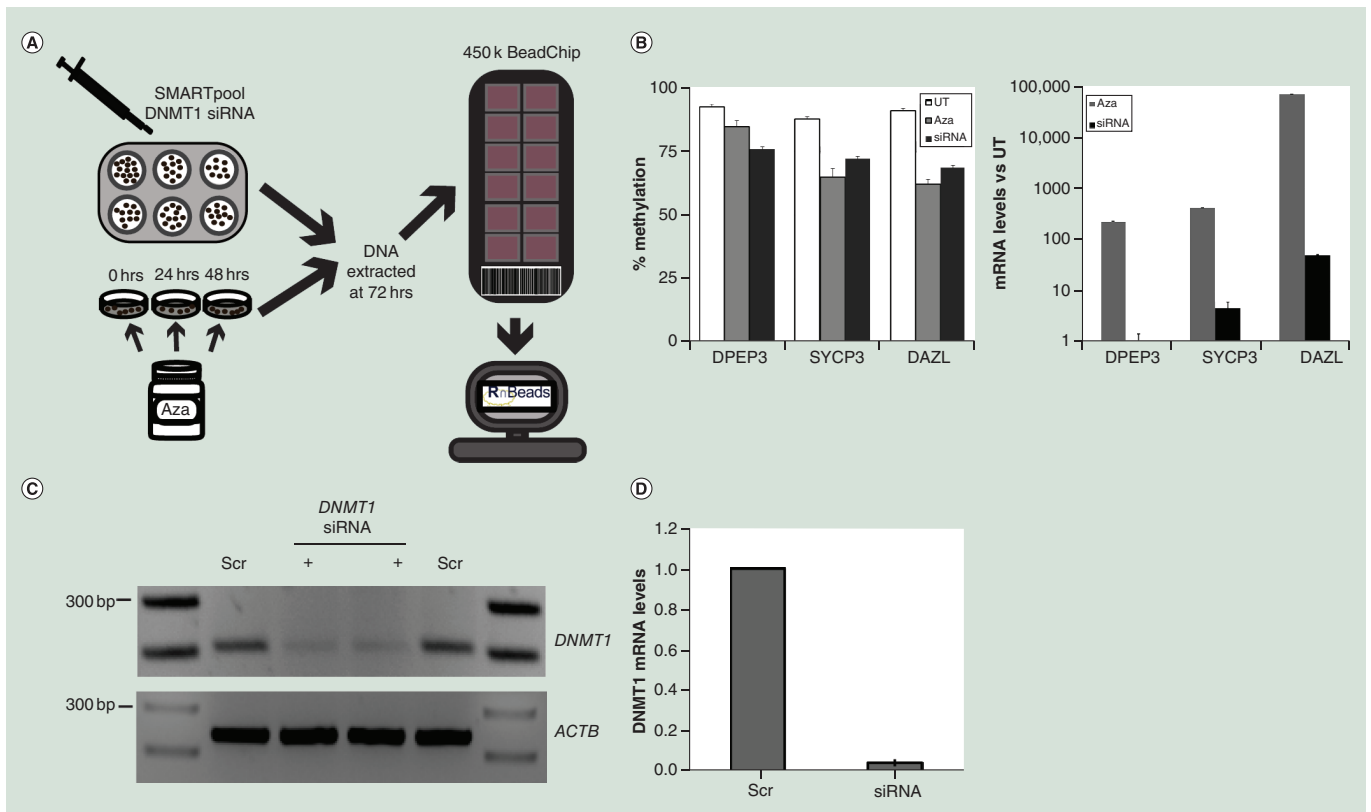 A
SMARTpool
DNMT1 siRNA
0 hrs 24 hrs 48 hrs
Aza
DNA
extracted
at 72 hrs
450 k BeadChip
RnBeads
B
% methylation
100
75
50
25
0
UT
Aza
siRNA
DPEP3 SYCP3 DAZL
mRNA levels vs UT
100,000
10,000
1000
100
10
1
Aza
siRNA
DPEP3 SYCP3 DAZL
C
DNMT1
siRNA
Scr + + Scr
300 bp
DNMT1
300 bp
ACTB
D
DNMT1 mRNA levels
1.2
1.0
0.8
0.6
0.4
0.2
0.0
Scr siRNA